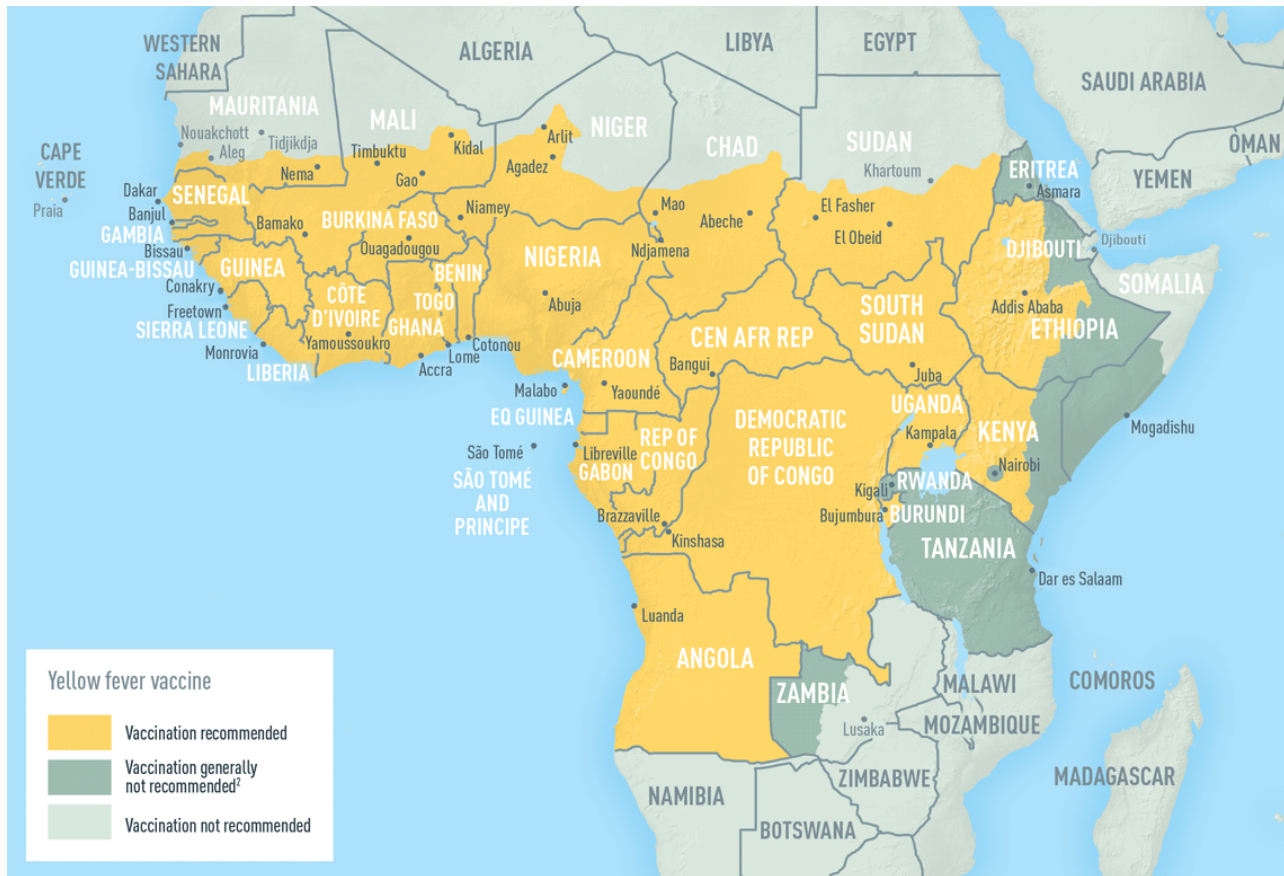 WESTERN
SAHARA
ALGERIA
LIBYA
EGYPT
SAUDI ARABIA
OMAN
YEMEN
MAURITANIA
Nouakchott
Aleg
Tidjikdja
Nema
MALI
Timbuktu
Kidal
Gao
Arlit
Agadez
NIGER
CHAD
SUDAN
Khartoum
ERITREA
Asmara
CAPE
VERDE
Praia
Dakar
SENEGAL
Banjul
GAMBIA
Bissau
GUINEA-BISSAU
Bamako
BURKINA FASO
Ouagadougou
Niamey
Mao
Abeche
Ndjamena
El Fasher
El Obeid
DJIBOUTI
Djibouti
SOMALIA
GUINEA
Conakry
Freetown
SIERRA LEONE
Monrovia
LIBERIA
CÔTE
D'IVOIRE
Yamoussoukro
BENIN
TOGO
GHANA
Accra
Lomé
Cotonou
NIGERIA
Abuja
CAMEROON
Yaoundé
CEN AFR REP
Bangui
SOUTH
SUDAN
Juba
Addis Ababa
ETHIOPIA
Malabo
EQ GUINEA
São Tomé
SÃO TOMÉ
AND
PRINCIPE
Libreville
GABON
REP OF
CONGO
Brazzaville
Kinshasa
DEMOCRATIC
REPUBLIC
OF CONGO
UGANDA
Kampala
KENYA
Nairobi
Mogadishu
Kigali
RWANDA
Bujumbura
BURUNDI
TANZANIA
Dar es Salaam
Luanda
ANGOLA
ZAMBIA
Lusaka
MALAWI
MOZAMBIQUE
COMOROS
ZIMBABWE
MADAGASCAR
NAMIBIA
BOTSWANA
Yellow fever vaccine
Vaccination recommended
Vaccination generally
not recommended²
Vaccination not recommended